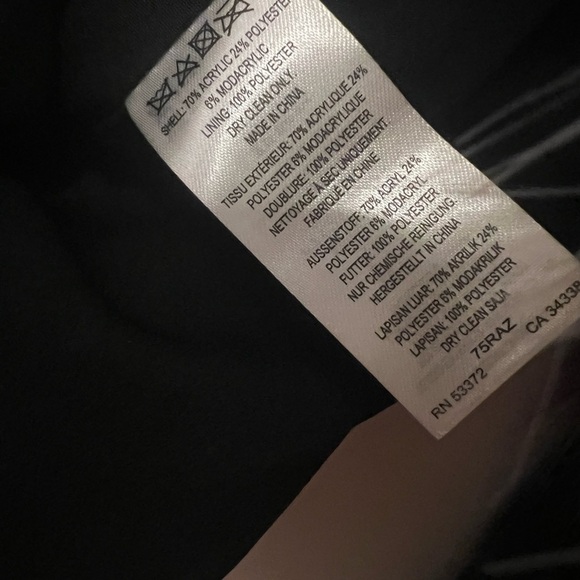 SHELL: 70% ACRYLIC 24% POLYESTER
6% MODACRYLIC
LINING: 100% POLYESTER
DRY CLEAN ONLY.
MADE IN CHINA
TISSU EXTÉRIEUR: 70% ACRYLIQUE 24%
POLYESTER 6% MODACRYLIQUE
DOUBLURE: 100% POLYESTER
NETTOYAGE À SEC UNIQUEMENT.
FABRIQUÉ EN CHINE
AUSSENSTOFF: 70% ACRYL 24%
POLYESTER 6% MODACRYL
FUTTER: 100% POLYESTER
NUR CHEMISCHE REINIGUNG.
HERGESTELLT IN CHINA
LAPISAN LUAR: 70% AKRILIK 24%
POLYESTER 6% MODAKRILIK
LAPISAN: 100% POLYESTER
DRY CLEAN SAJA
75RAZ
RN 53372 CA